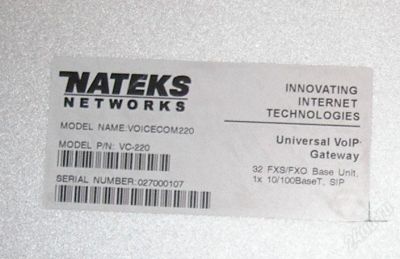 NATEKS
NETWORKS
MODEL NAME:VOICECOM220
MODEL P/N: VC-220
SERIAL NUMBER:027000107
INNOVATING
INTERNET
TECHNOLOGIES
Universal VoIP
Gateway
32 FXS/FXO Base Unit,
1x 10/100BaseT, SIP